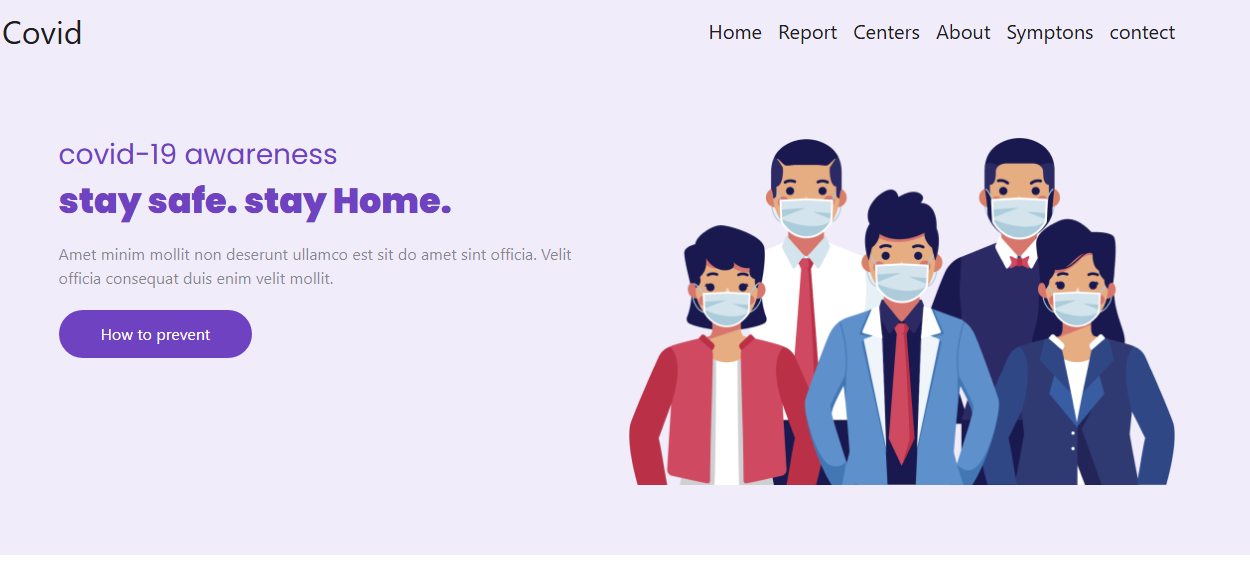 Covid
Home Report Centers About Symptons contect
covid-19 awareness
stay safe. stay Home.
Amet minim mollit non deserunt ullamco est sit do amet sint officia. Velit
officia consequat duis enim velit mollit.
How to prevent